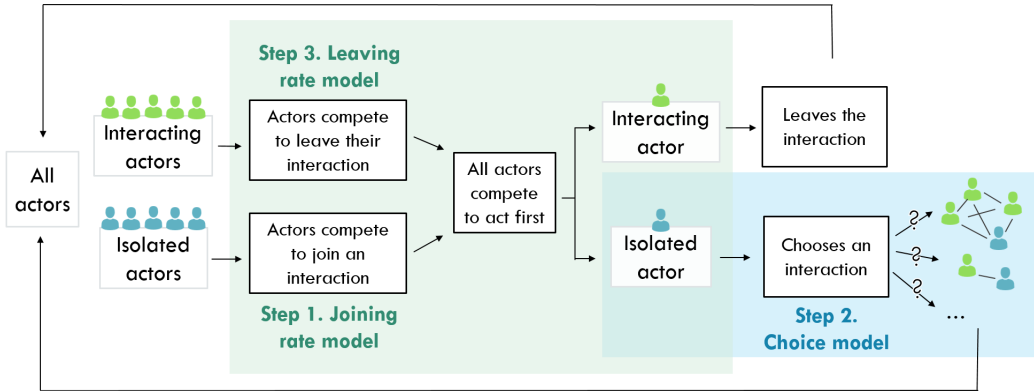 All
actors
Interacting
actors
Isolated
actors
Step 3. Leaving
rate model
Actors compete
to leave their
interaction
Actors compete
to join an
interaction
Step 1. Joining
rate model
All actors
compete
to act first
Interacting
actor
Leaves the
interaction
Isolated
actor
Chooses an
interaction
?
?
?
...
Step 2.
Choice model